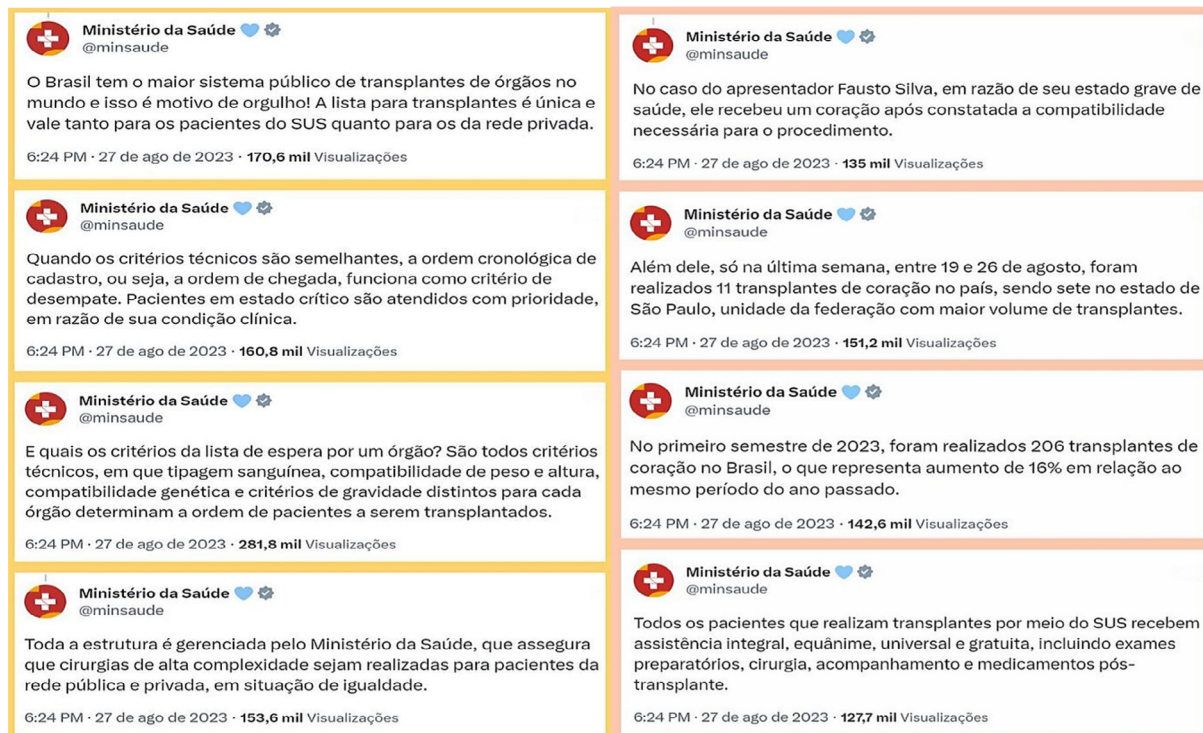 Ministério da Saúde
@minsaude
O Brasil tem o maior sistema público de transplantes de órgãos no
mundo e isso é motivo de orgulho! A lista para transplantes é única e
vale tanto para os pacientes do SUS quanto para os da rede privada.
6:24 PM · 27 de ago de 2023 · 170,6 mil Visualizações
Ministério da Saúde
@minsaude
Quando os critérios técnicos são semelhantes, a ordem cronológica de
cadastro, ou seja, a ordem de chegada, funciona como critério de
desempate. Pacientes em estado crítico são atendidos com prioridade,
em razão de sua condição clínica.
6:24 PM · 27 de ago de 2023 · 160,8 mil Visualizações
Ministério da Saúde
@minsaude
E quais os critérios da lista de espera por um órgão? São todos critérios
técnicos, em que tipagem sanguínea, compatibilidade de peso e altura,
compatibilidade genética e critérios de gravidade distintos para cada
órgão determinam a ordem de pacientes a serem transplantados.
6:24 PM · 27 de ago de 2023 · 281,8 mil Visualizações
Ministério da Saúde
@minsaude
Toda a estrutura é gerenciada pelo Ministério da Saúde, que assegura
que cirurgias de alta complexidade sejam realizadas para pacientes da
rede pública e privada, em situação de igualdade.
6:24 PM · 27 de ago de 2023 · 153,6 mil Visualizações
Ministério da Saúde
@minsaude
No caso do apresentador Fausto Silva, em razão de seu estado grave de
saúde, ele recebeu um coração após constatada a compatibilidade
necessária para o procedimento.
6:24 PM · 27 de ago de 2023 · 135 mil Visualizações
Ministério da Saúde
@minsaude
Além dele, só na última semana, entre 19 e 26 de agosto, foram
realizados 11 transplantes de coração no país, sendo sete no estado de
São Paulo, unidade da federação com maior volume de transplantes.
6:24 PM · 27 de ago de 2023 · 151,2 mil Visualizações
Ministério da Saúde
@minsaude
No primeiro semestre de 2023, foram realizados 206 transplantes de
coração no Brasil, o que representa aumento de 16% em relação ao
mesmo período do ano passado.
6:24 PM · 27 de ago de 2023 · 142,6 mil Visualizações
Ministério da Saúde
@minsaude
Todos os pacientes que realizam transplantes por meio do SUS recebem
assistência integral, equânime, universal e gratuita, incluindo exames
preparatórios, cirurgia, acompanhamento e medicamentos pós-
transplante.
6:24 PM · 27 de ago de 2023 · 127,7 mil Visualizações